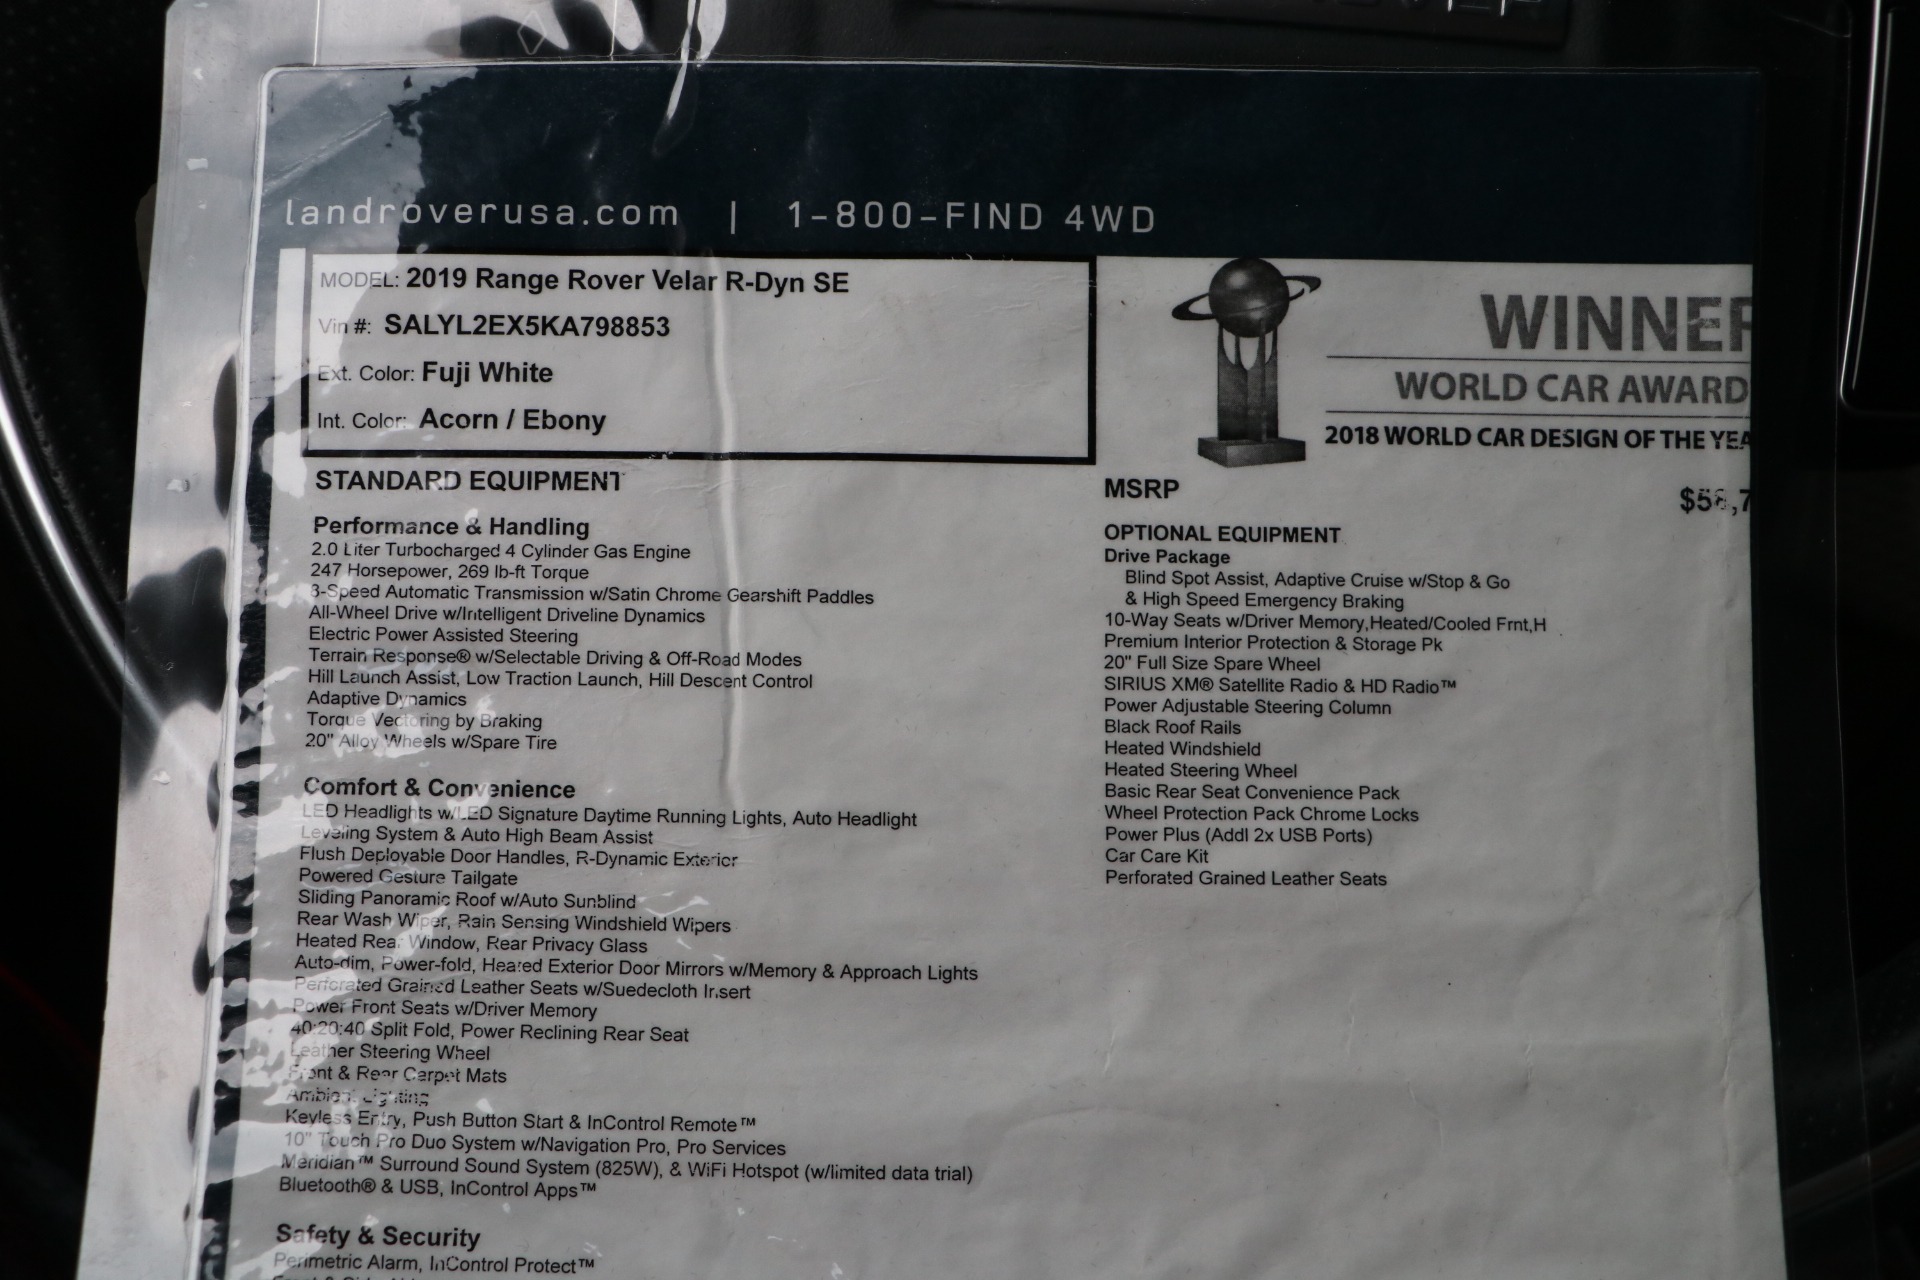 landroverusa.com | 1-800-FIND 4WD
MODEL: 2019 Range Rover Velar R-Dyn SE
Vin #: SALYL2EX5KA798853
Ext. Color: Fuji White
Int. Color: Acorn / Ebony
WINNER
WORLD CAR AWARD
2018 WORLD CAR DESIGN OF THE YEA
STANDARD EQUIPMENT
Performance & Handling
2.0 Liter Turbocharged 4 Cylinder Gas Engine
247 Horsepower, 269 lb-ft Torque
8-Speed Automatic Transmission w/Satin Chrome Gearshift Paddles
All-Wheel Drive w/Intelligent Driveline Dynamics
Electric Power Assisted Steering
Terrain Response® w/Selectable Driving & Off-Road Modes
Hill Launch Assist, Low Traction Launch, Hill Descent Control
Adaptive Dynamics
Torque Vectoring by Braking
20" Alloy Wheels w/Spare Tire
Comfort & Convenience
LED Headlights w/LED Signature Daytime Running Lights, Auto Headlight
Leveling System & Auto High Beam Assist
Flush Deployable Door Handles, R-Dynamic Exterior
Powered Gesture Tailgate
Sliding Panoramic Roof w/Auto Sunblind
Rear Wash Wiper, Rain Sensing Windshield Wipers
Heated Rear Window, Rear Privacy Glass
Auto-dim, Power-fold, Heated Exterior Door Mirrors w/Memory & Approach Lights
Perforated Grained Leather Seats w/Suedecloth Insert
Power Front Seats w/Driver Memory
40:20:40 Split Fold, Power Reclining Rear Seat
Leather Steering Wheel
Front & Rear Carpet Mats
Ambient Lighting
Keyless Entry, Push Button Start & InControl Remote™
10" Touch Pro Duo System w/Navigation Pro, Pro Services
Meridian™ Surround Sound System (825W), & WiFi Hotspot (w/limited data trial)
Bluetooth® & USB, InControl Apps™
Safety & Security
Perimetric Alarm, InControl Protect™
MSRP
OPTIONAL EQUIPMENT
Drive Package
Blind Spot Assist, Adaptive Cruise w/Stop & Go
& High Speed Emergency Braking
10-Way Seats w/Driver Memory,Heated/Cooled Frnt,H
Premium Interior Protection & Storage Pk
20" Full Size Spare Wheel
SIRIUS XM® Satellite Radio & HD Radio™
Power Adjustable Steering Column
Black Roof Rails
Heated Windshield
Heated Steering Wheel
Basic Rear Seat Convenience Pack
Wheel Protection Pack Chrome Locks
Power Plus (Addl 2x USB Ports)
Car Care Kit
Perforated Grained Leather Seats